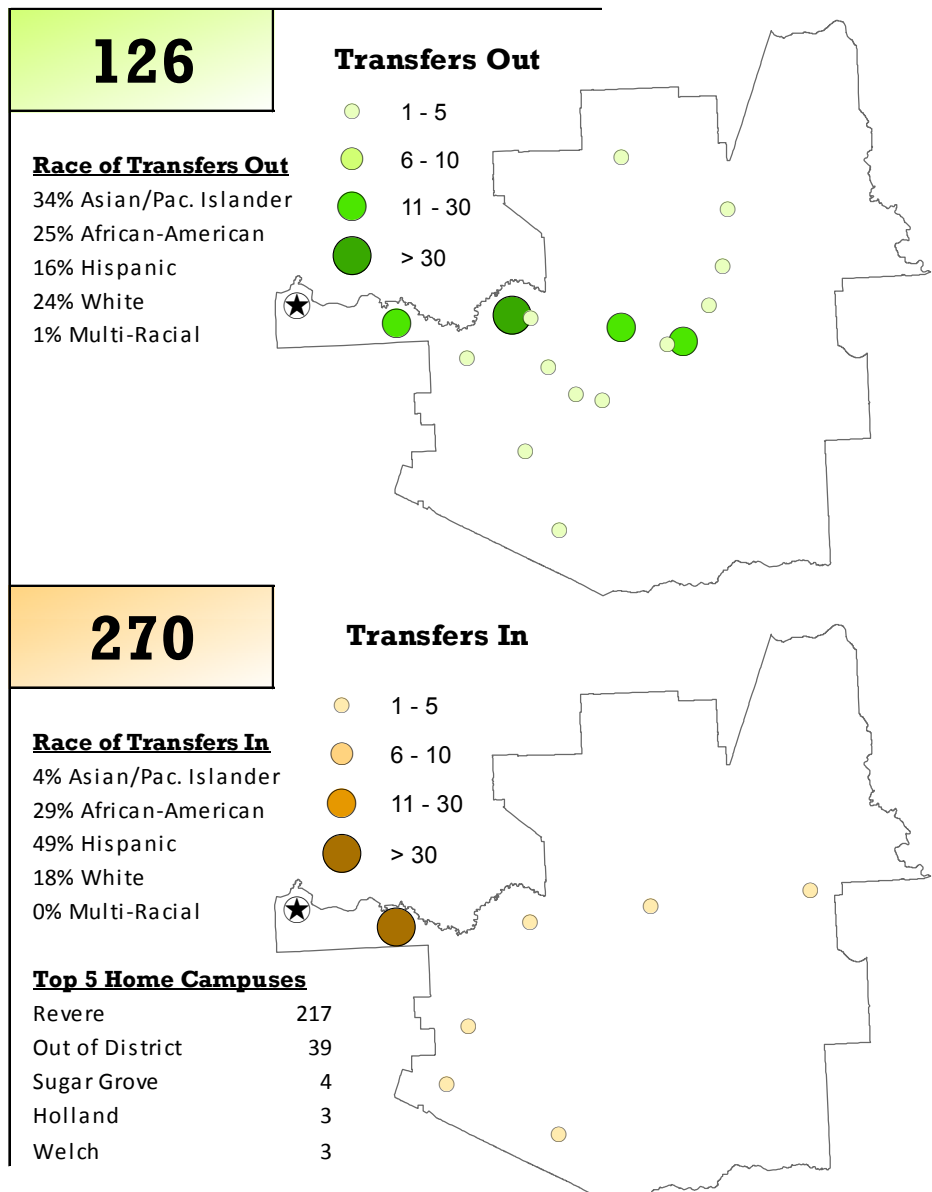 126
Transfers Out
1 - 5
6 - 10
11 - 30
> 30
Race of Transfers Out
34% Asian/Pac. Islander
25% African-American
16% Hispanic
24% White
1% Multi-Racial
270
Transfers In
1 - 5
6 - 10
11 - 30
> 30
Race of Transfers In
4% Asian/Pac. Islander
29% African-American
49% Hispanic
18% White
0% Multi-Racial
Top 5 Home Campuses
Revere 217
Out of District 39
Sugar Grove 4
Holland 3
Welch 3